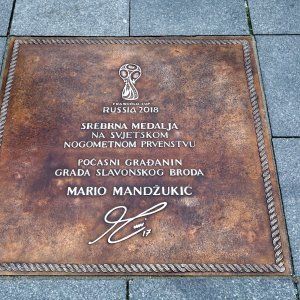 FIFA WORLD CUP
RUSSIA 2018
SREBRNA MEDALJA
NA SVJETSKOM
NOGOMETNOM PRVENSTVU
POČASNI GRAĐANIN
GRADA SLAVONSKOG BRODA
MARIO MANDŽUKIĆ
17